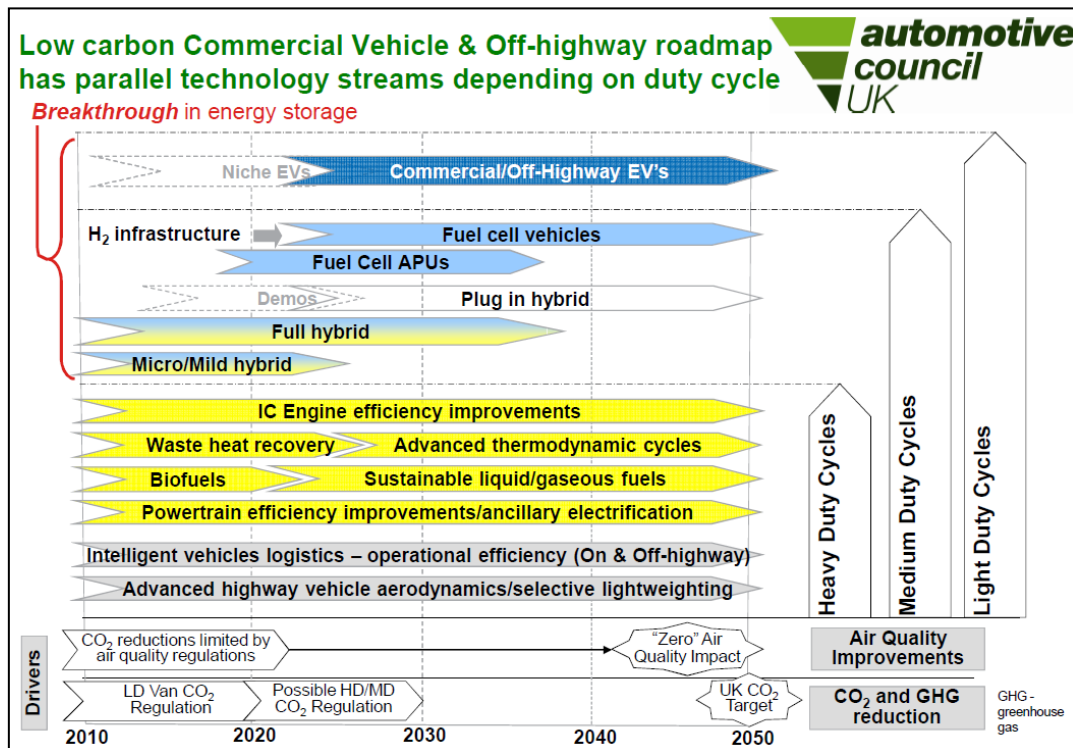 Low carbon Commercial Vehicle & Off-highway roadmap
has parallel technology streams depending on duty cycle
automotive
council
UK
Breakthrough in energy storage
Niche EVs
Commercial/Off-Highway EV's
H₂ infrastructure
Fuel cell vehicles
Fuel Cell APUs
Demos
Plug in hybrid
Full hybrid
Micro/Mild hybrid
IC Engine efficiency improvements
Waste heat recovery
Advanced thermodynamic cycles
Biofuels
Sustainable liquid/gaseous fuels
Powertrain efficiency improvements/ancillary electrification
Intelligent vehicles logistics – operational efficiency (On & Off-highway)
Advanced highway vehicle aerodynamics/selective lightweighting
Heavy Duty Cycles
Medium Duty Cycles
Light Duty Cycles
Drivers
CO₂ reductions limited by
air quality regulations
"Zero" Air
Quality Impact
Air Quality
Improvements
LD Van CO₂
Regulation
Possible HD/MD
CO₂ Regulation
UK CO₂
Target
CO₂ and GHG
reduction
GHG -
greenhouse
gas
2010
2020
2030
2040
2050